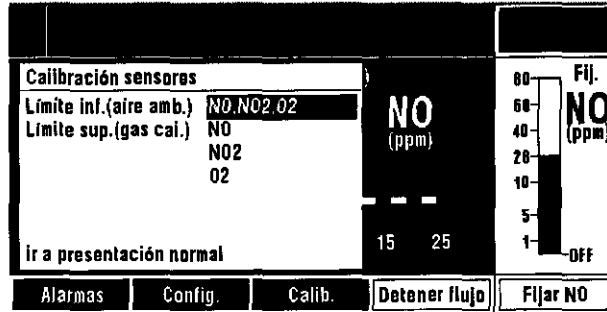 Calibración sensores
Límite inf.(aire amb.) NO,NO2,O2
Límite sup.(gas cal.) NO
NO2
O2
ir a presentación normal
)
NO
(ppm)
15 25
Fij.
NO
(ppm)
80
60
40
20
10
5
1
OFF
Alarmas Config. Calib. Detener flujo Fijar NO